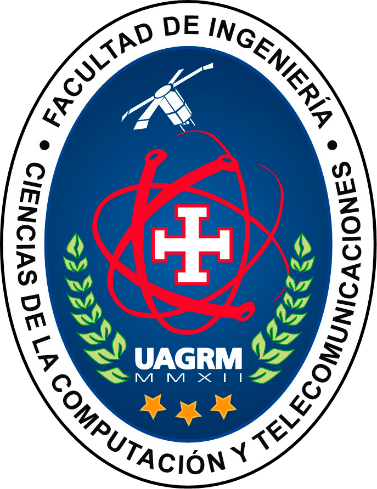 • FACULTAD DE INGENIERÍA •
CIENCIAS DE LA COMPUTACIÓN Y TELECOMUNICACIONES
UAGRM
MMXII